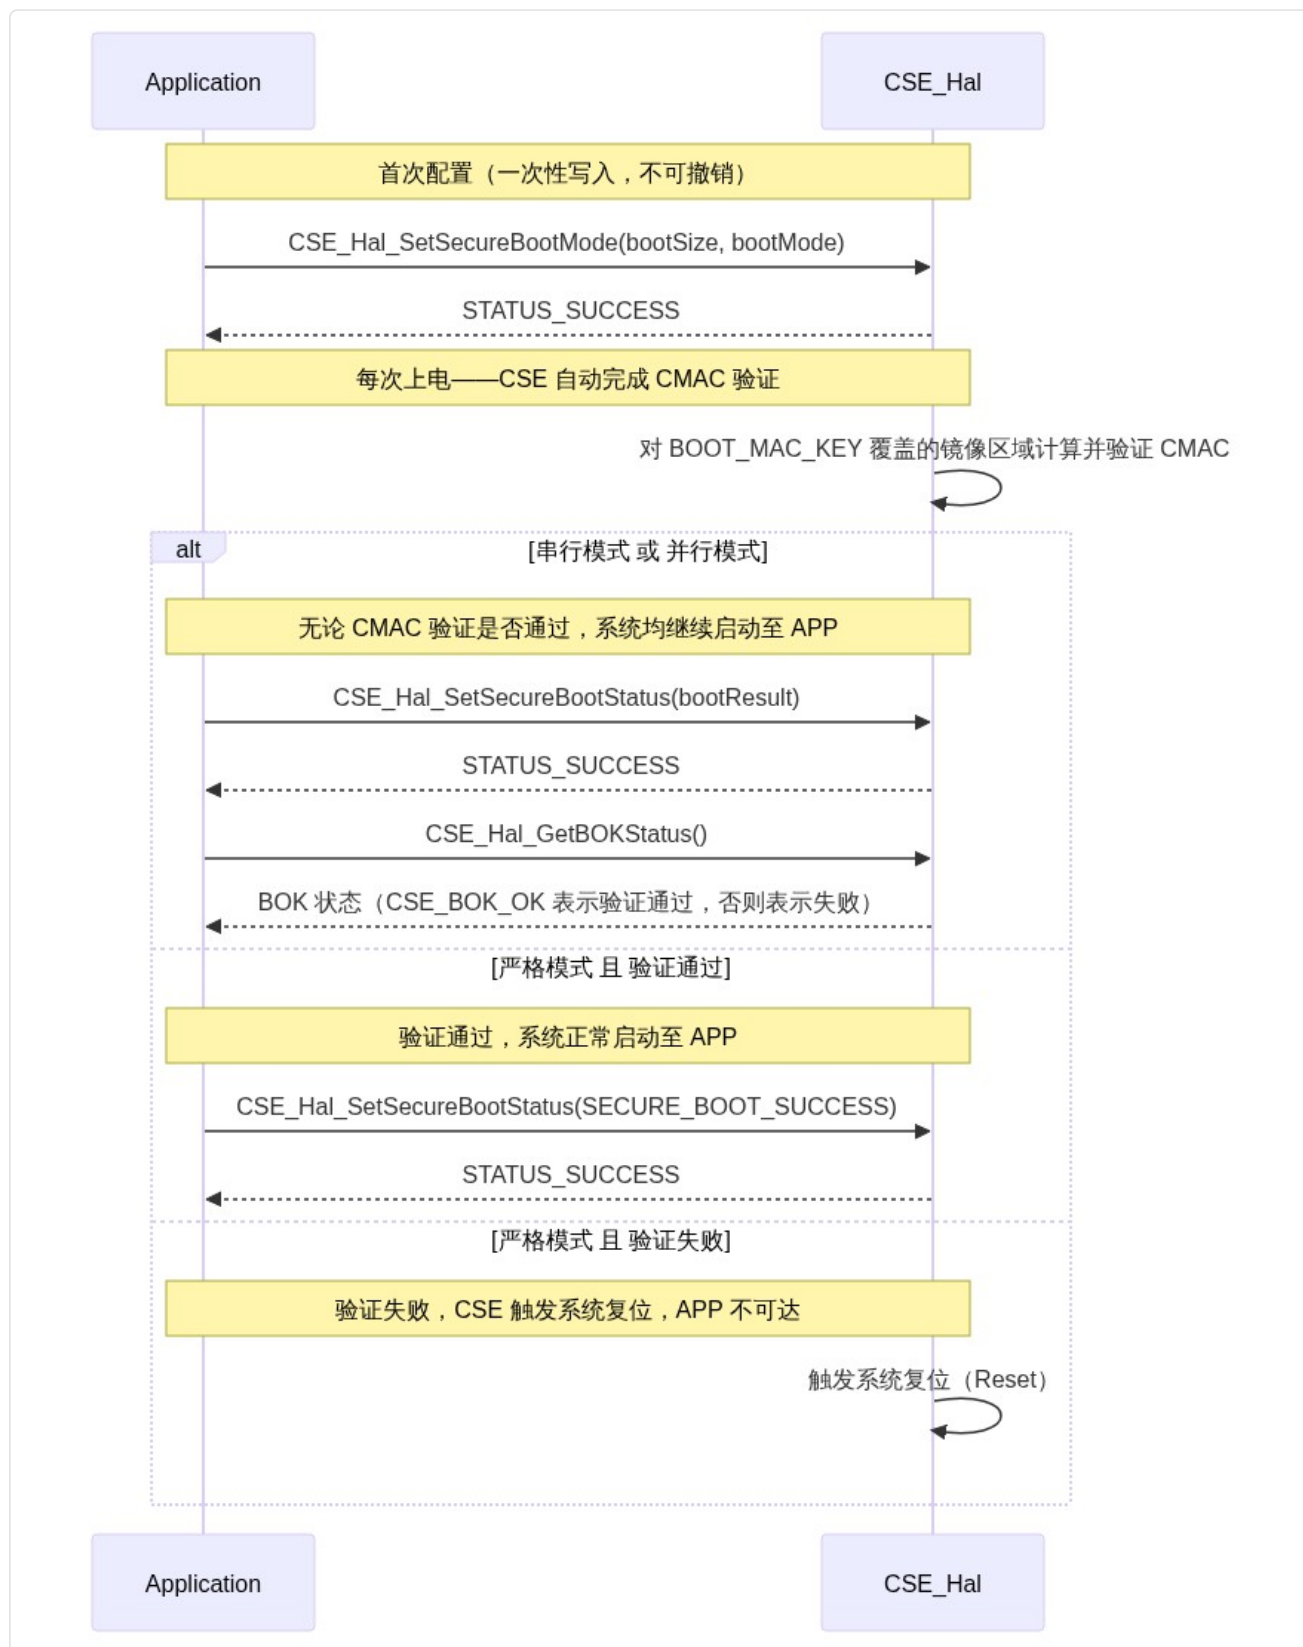 Application CSE_Hal
首次配置（一次性写入，不可撤销）
CSE_Hal_SetSecureBootMode(bootSize, bootMode)
STATUS_SUCCESS
每次上电——CSE 自动完成 CMAC 验证
对 BOOT_MAC_KEY 覆盖的镜像区域计算并验证 CMAC
alt [串行模式 或 并行模式]
无论 CMAC 验证是否通过，系统均继续启动至 APP
CSE_Hal_SetSecureBootStatus(bootResult)
STATUS_SUCCESS
CSE_Hal_GetBOKStatus()
BOK 状态（CSE_BOK_OK 表示验证通过，否则表示失败）
[严格模式 且 验证通过]
验证通过，系统正常启动至 APP
CSE_Hal_SetSecureBootStatus(SECURE_BOOT_SUCCESS)
STATUS_SUCCESS
[严格模式 且 验证失败]
验证失败，CSE 触发系统复位，APP 不可达
触发系统复位（Reset）
Application CSE_Hal